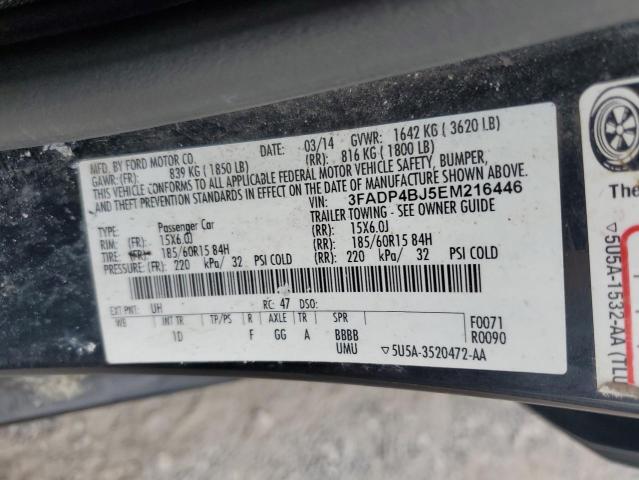 MFD. BY FORD MOTOR CO.
DATE: 03/14 GVWR: 1642 KG ( 3620 LB)
GAWR:(FR): 839 KG ( 1850 LB) (RR): 816 KG ( 1800 LB)
THIS VEHICLE CONFORMS TO ALL APPLICABLE FEDERAL MOTOR VEHICLE SAFETY, BUMPER,
AND THEFT PREVENTION STANDARDS IN EFFECT ON THE DATE OF MANUFACTURE SHOWN ABOVE.
VIN: 3FADP4BJ5EM216446
TYPE: Passenger Car TRAILER TOWING - SEE OWNER GUIDE
RIM: (FR): 15X6.0J (RR): 15X6.0J
TIRE: (FR): 185/60R15 84H (RR): 185/60R15 84H
PRESSURE: (FR): 220 kPa/ 32 PSI COLD (RR): 220 kPa/ 32 PSI COLD
EXT PNT: UH RC: 47 DSO:
WB INT TR TP/PS R AXLE TR SPR F0071
1D F GG A BBBB R0090
UMU ▽5U5A-3520472-AA
The
▽5U5A-1532-AA (TLU